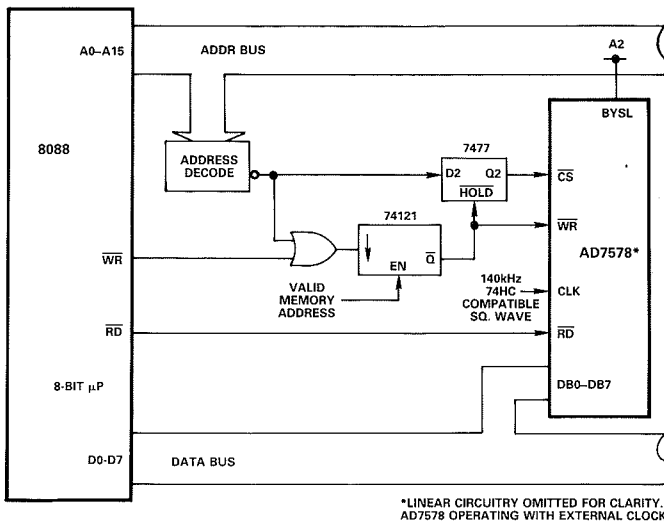 A0–A15
ADDR BUS
A2
BYSL
8088
ADDRESS
DECODE
7477
D2 Q2
HOLD
CS
74121
EN
Q
WR
WR
AD7578*
VALID
MEMORY
ADDRESS
140kHz
74HC
COMPATIBLE
SQ. WAVE
CLK
RD
RD
8-BIT µP
DB0–DB7
D0-D7
DATA BUS
*LINEAR CIRCUITRY OMITTED FOR CLARITY.
AD7578 OPERATING WITH EXTERNAL CLOCK